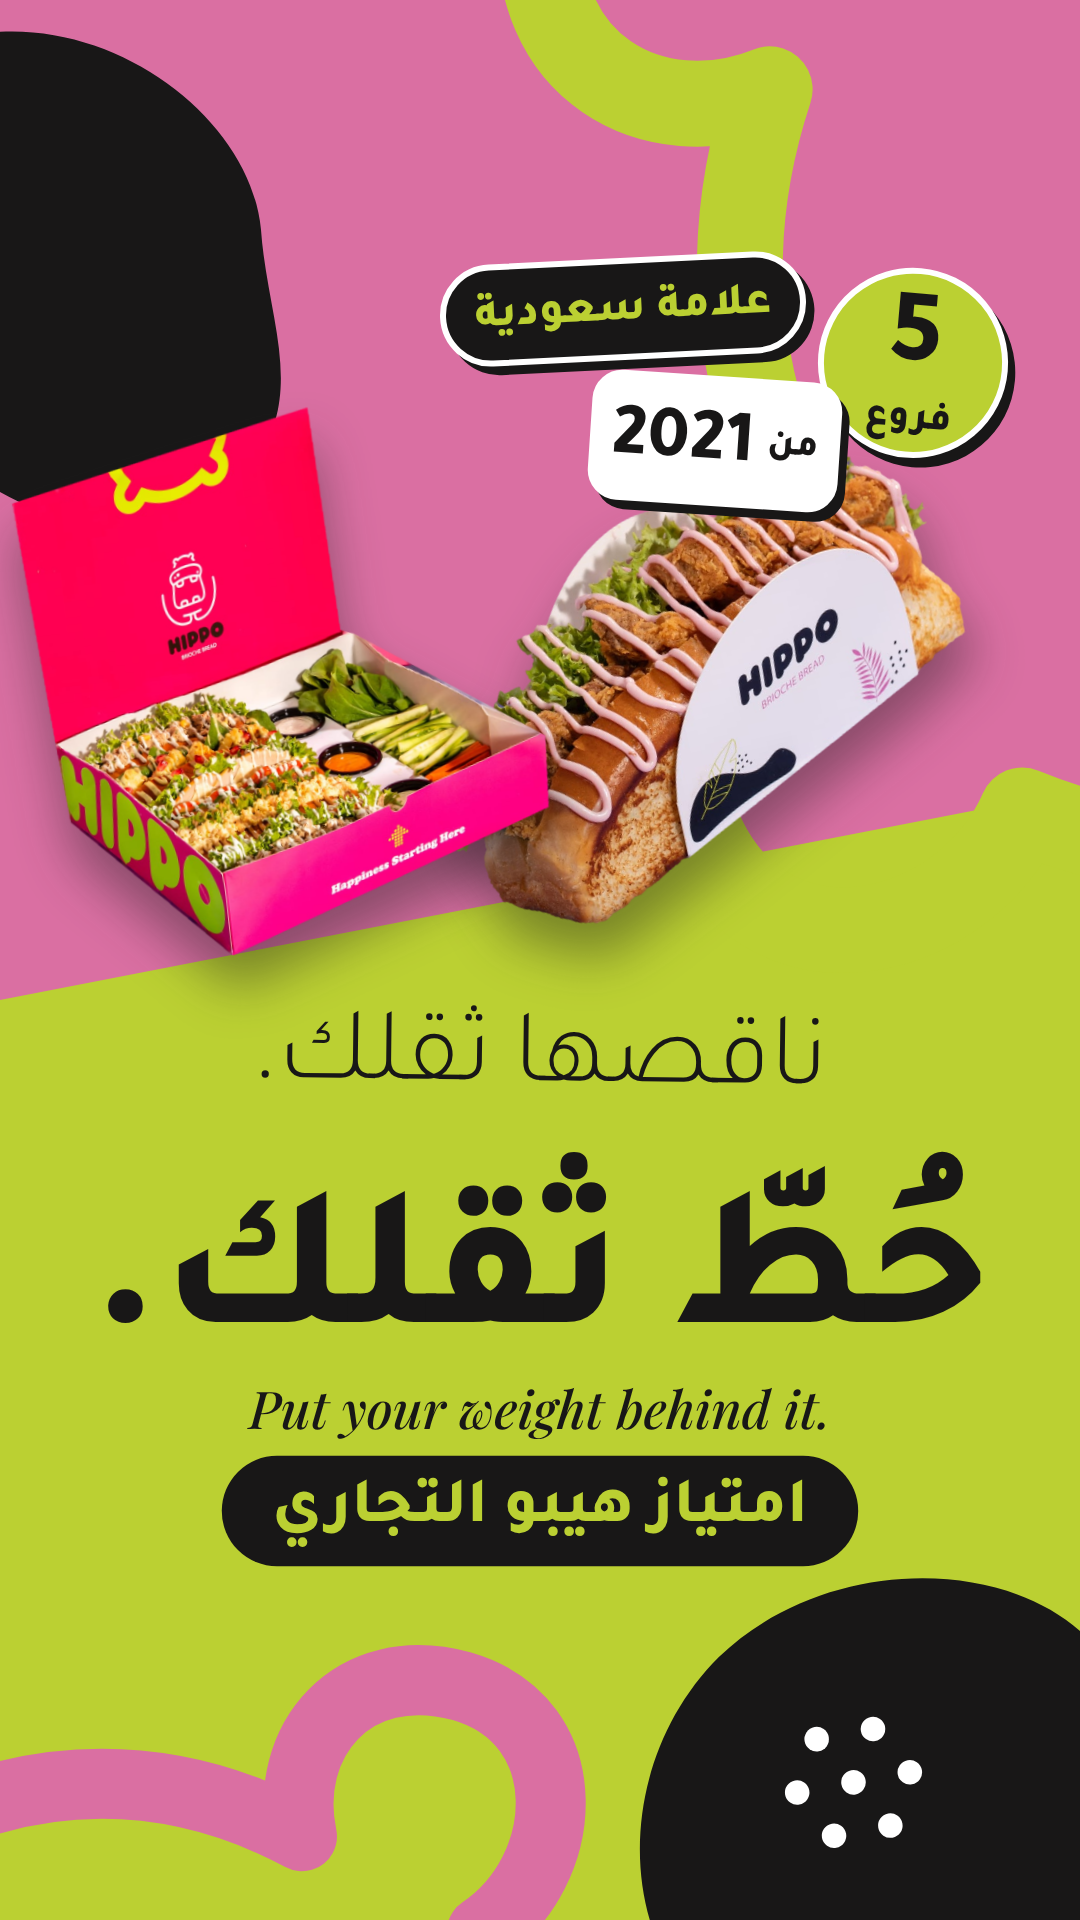 علامة سعودية
5
فروع
من 2021
HIPPO
BRIOCHE BREAD
HIPPO
Happiness Starting Here
HIPPO
BRIOCHE BREAD
ناقصها ثقلك.
حُطّ ثقلك.
Put your weight behind it.
امتياز هيبو التجاري